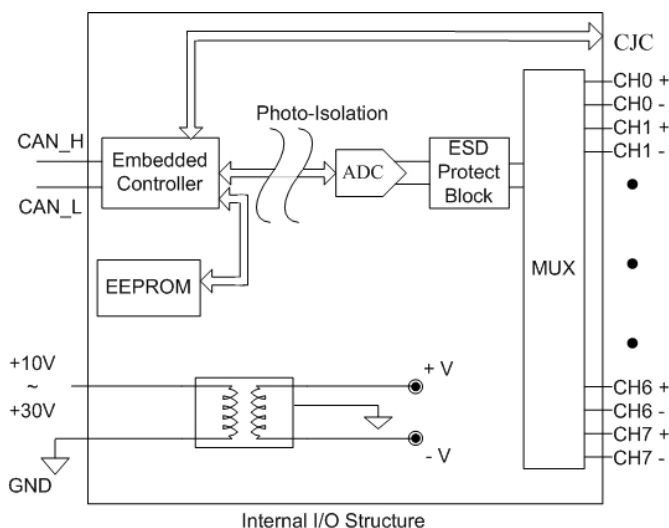 CJC
CH0 +
CH0 -
CH1 +
CH1 -
Photo-Isolation
CAN_H
CAN_L
Embedded
Controller
ADC
ESD
Protect
Block
MUX
EEPROM
+10V
~
+30V
GND
+ V
- V
CH6 +
CH6 -
CH7 +
CH7 -
Internal I/O Structure